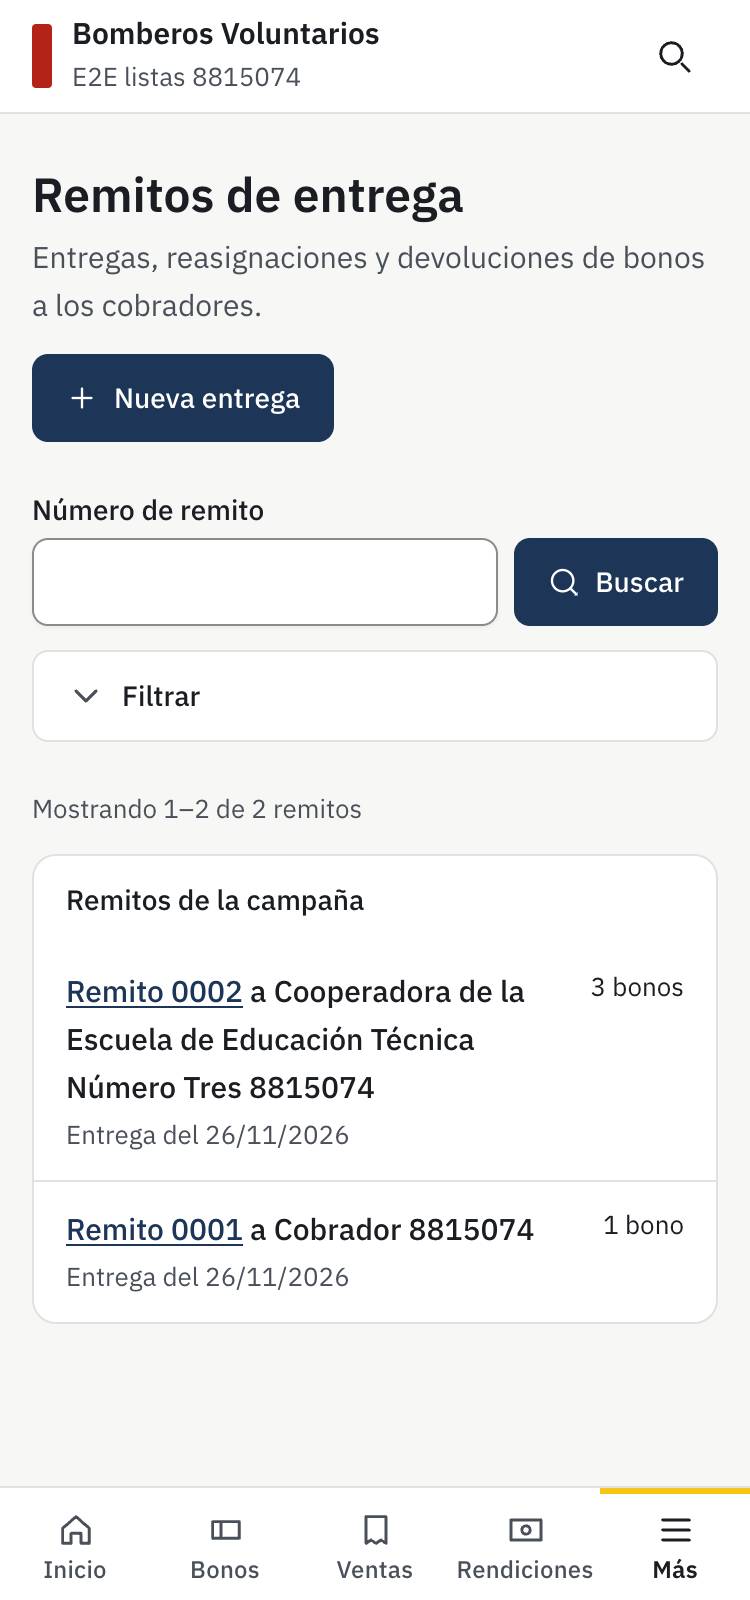 Bomberos Voluntarios
E2E listas 8815074
Remitos de entrega
Entregas, reasignaciones y devoluciones de bonos
a los cobradores.
Nueva entrega
Número de remito
Buscar
Filtrar
Mostrando 1–2 de 2 remitos
Remitos de la campaña
Remito 0002 a Cooperadora de la 3 bonos
Escuela de Educación Técnica
Número Tres 8815074
Entrega del 26/11/2026
Remito 0001 a Cobrador 8815074 1 bono
Entrega del 26/11/2026
Inicio Bonos Ventas Rendiciones Más